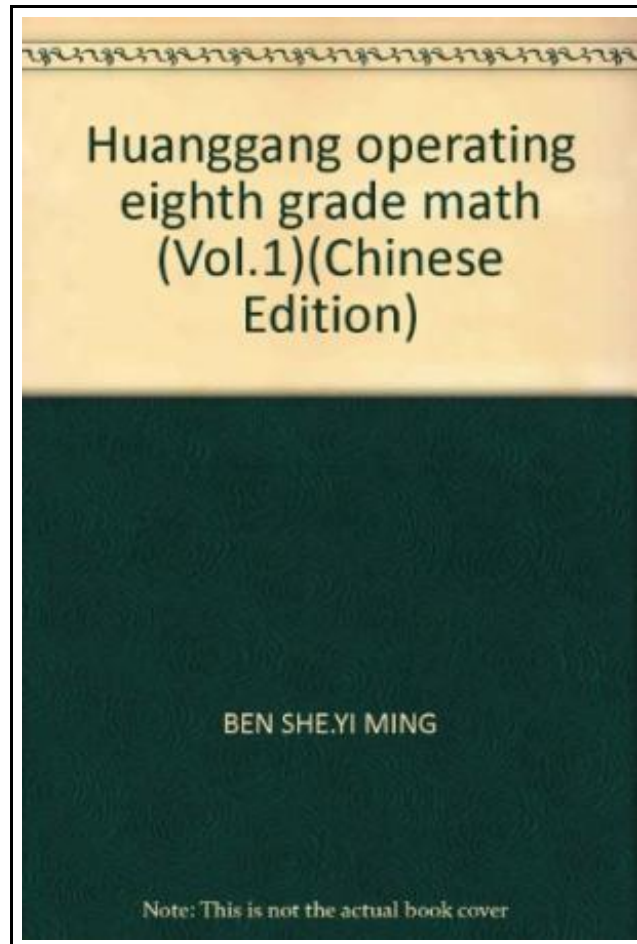 Huanggang operating
eighth grade math
(Vol.1)(Chinese
Edition)
BEN SHE.YI MING
Note: This is not the actual book cover